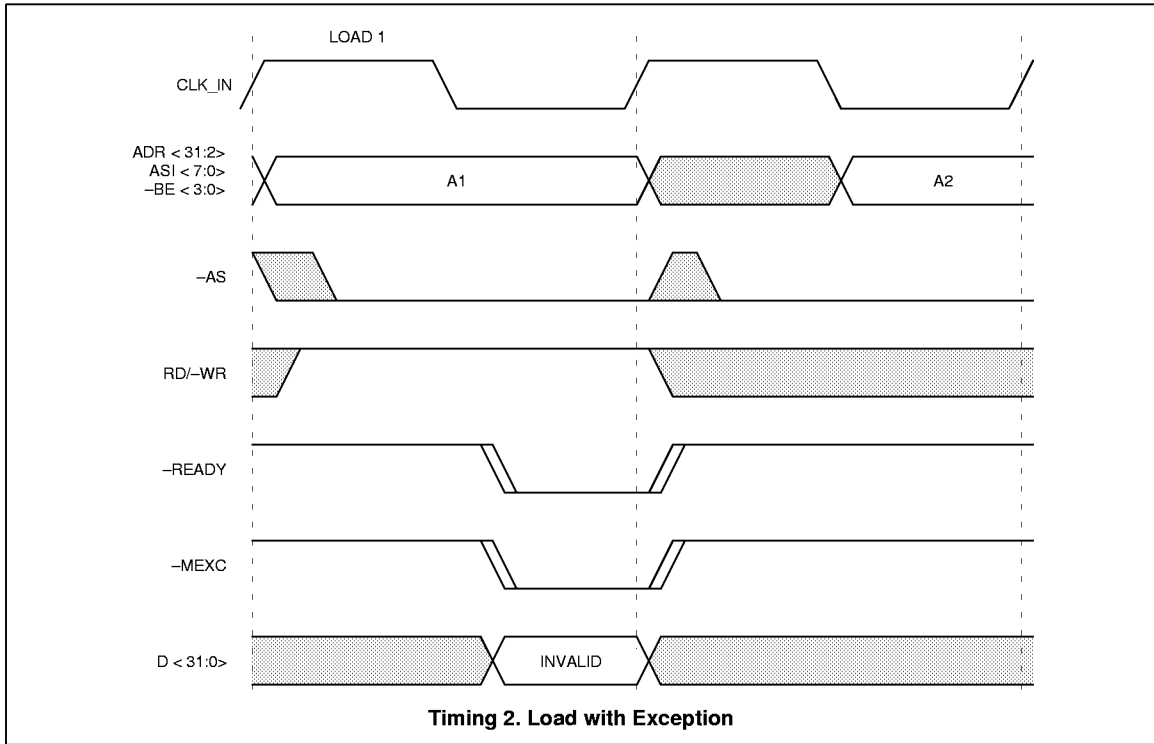 LOAD 1
CLK_IN
ADR < 31:2>
ASI < 7:0>
–BE < 3:0>
A1
A2
–AS
RD/–WR
–READY
–MEXC
D < 31:0>
INVALID
Timing 2. Load with Exception